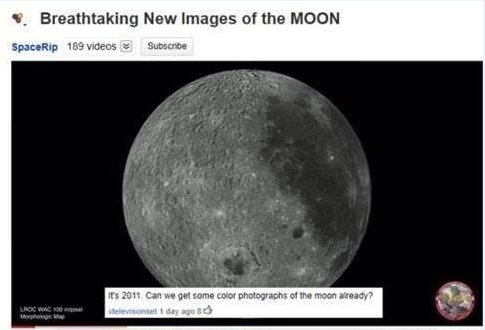 Breathtaking New Images of the MOON
SpaceRip 189 videos Subscribe
It's 2011. Can we get some color photographs of the moon already?
xtelevisionset 1 day ago 8
LROC WAC 100 m/pixel
Morphologic Map